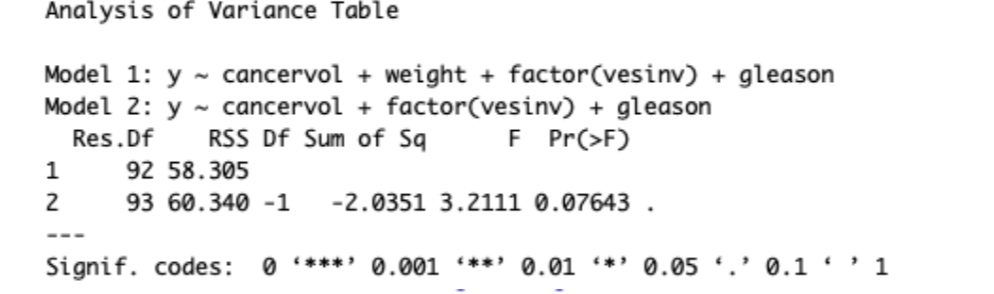 Analysis of Variance Table
Model 1: y ~ cancervol + weight + factor(vesinv) + gleason
Model 2: y ~ cancervol + factor(vesinv) + gleason
  Res.Df    RSS Df Sum of Sq      F  Pr(>F)
1     92 58.305
2     93 60.340 -1   -2.0351 3.2111 0.07643 .
---
Signif. codes:  0 ‘***’ 0.001 ‘**’ 0.01 ‘*’ 0.05 ‘.’ 0.1 ‘ ’ 1